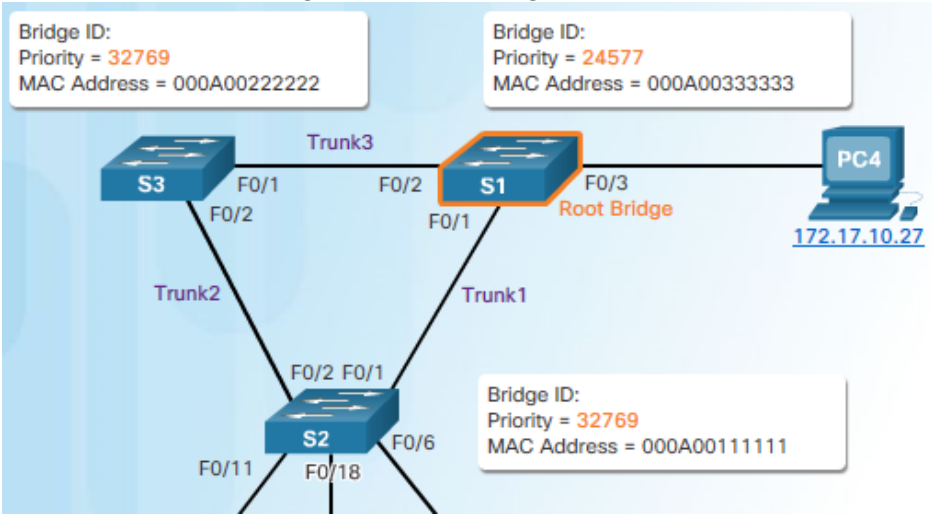 Bridge ID:
Priority = 32769
MAC Address = 000A00222222
Bridge ID:
Priority = 24577
MAC Address = 000A00333333
Trunk3
S3
F0/1
F0/2
S1
F0/3
PC4
F0/2
F0/1
Root Bridge
172.17.10.27
Trunk2
Trunk1
F0/2 F0/1
Bridge ID:
Priority = 32769
MAC Address = 000A00111111
S2
F0/6
F0/11
F0/18